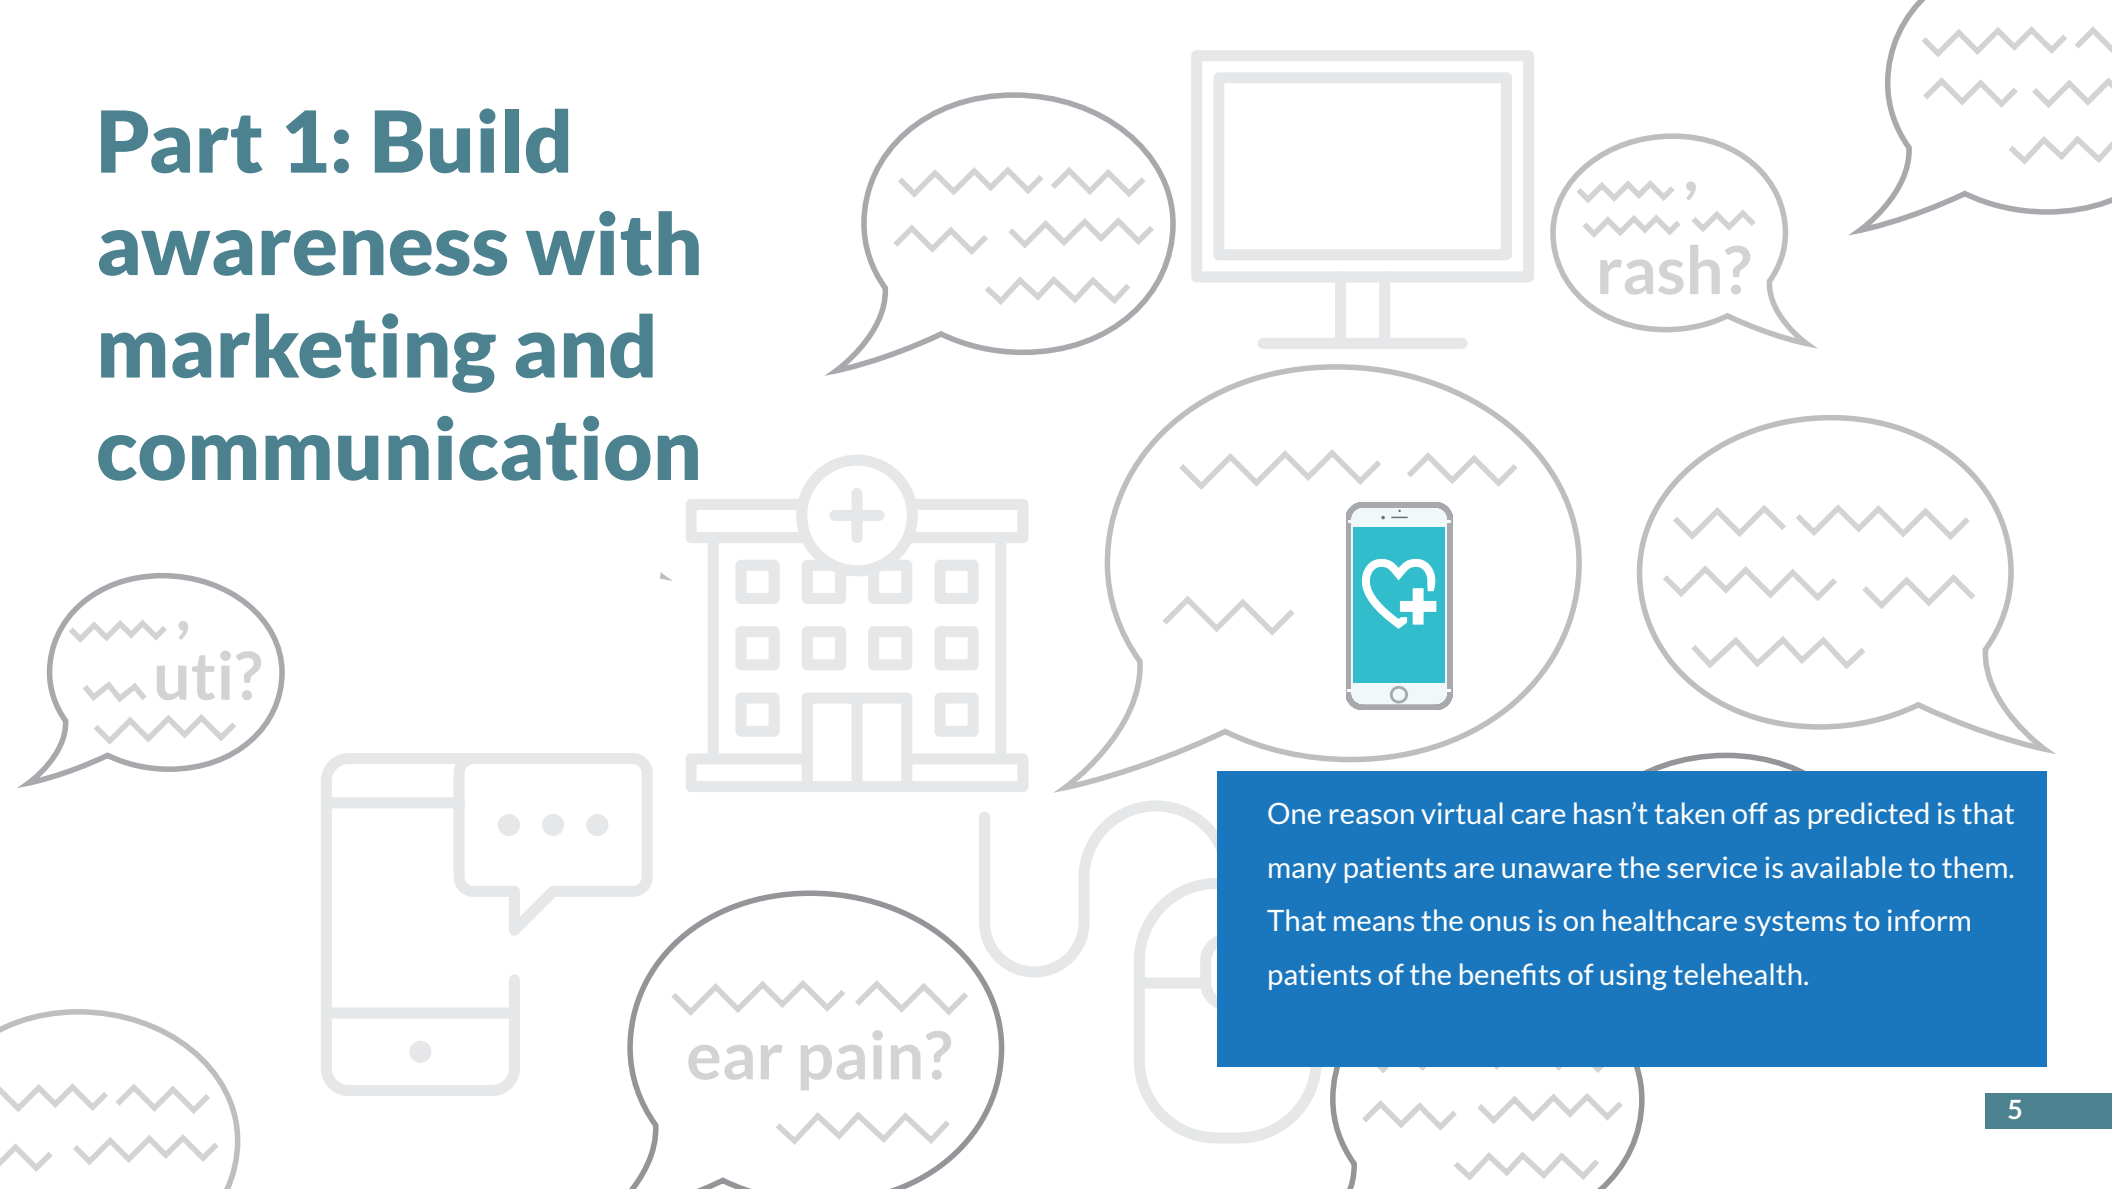 Part 1: Build
awareness with
marketing and
communication
,
rash?
,
uti?
ear pain?
One reason virtual care hasn’t taken off as predicted is that
many patients are unaware the service is available to them.
That means the onus is on healthcare systems to inform
patients of the benefits of using telehealth.
5